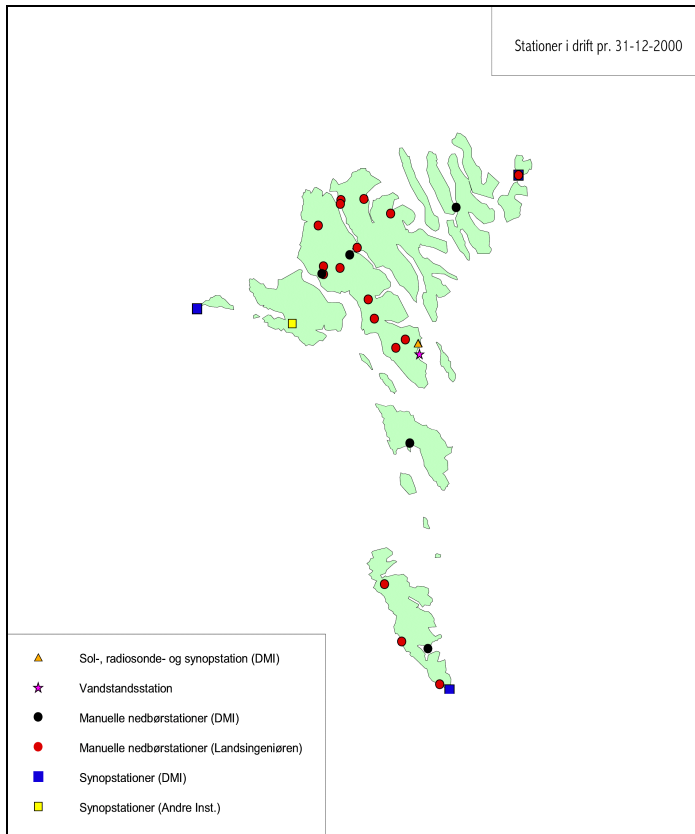 Stationer i drift pr. 31-12-2000
Sol-, radiosonde- og synopstation (DMI)
Vandstandsstation
Manuelle nedbørstationer (DMI)
Manuelle nedbørstationer (Landsingeniøren)
Synopstationer (DMI)
Synopstationer (Andre Inst.)